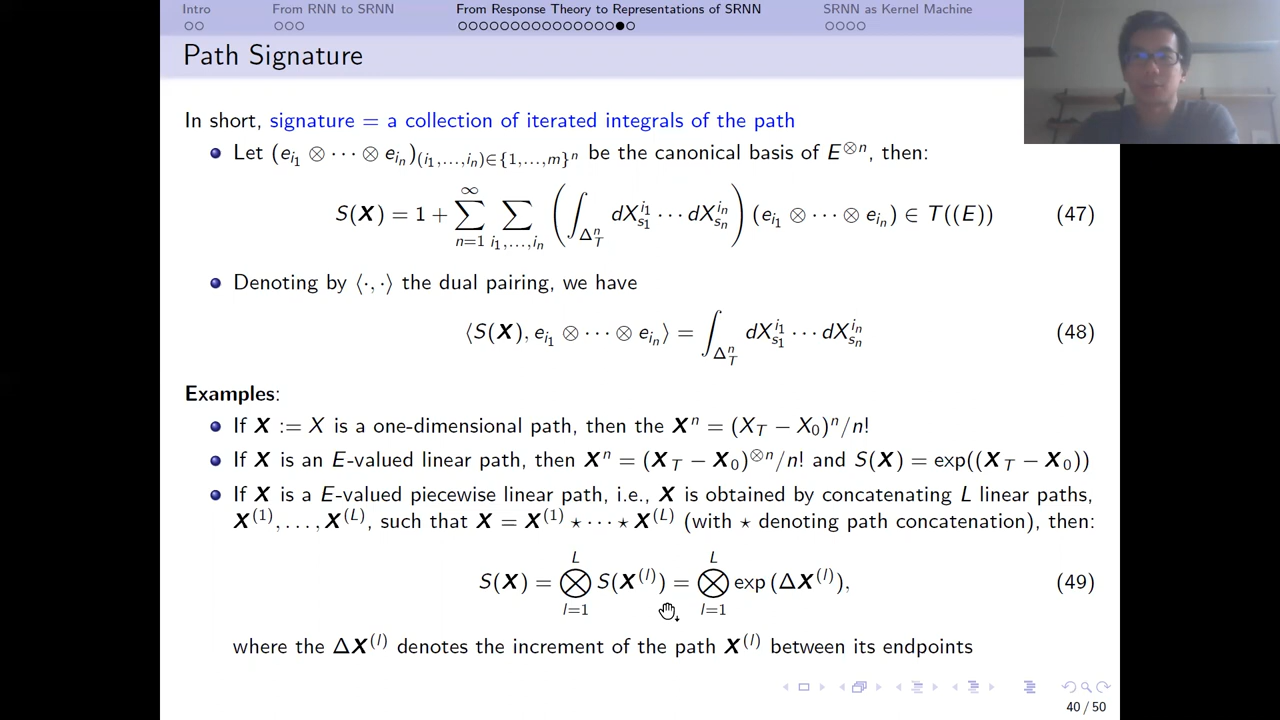 Intro From RNN to SRNN From Response Theory to Representations of SRNN SRNN as Kernel Machine
Path Signature
In short, signature = a collection of iterated integrals of the path
Let (e_{i_1} ⊗ ··· ⊗ e_{i_n})_{(i_1,...,i_n)∈{1,...,m}^n} be the canonical basis of E^{⊗n}, then:
S(X) = 1 + ∑_{n=1}^{∞} ∑_{i_1,...,i_n} (∫_{Δ_T^n} dX_{s_1}^{i_1} ··· dX_{s_n}^{i_n}) (e_{i_1} ⊗ ··· ⊗ e_{i_n}) ∈ T((E)) (47)
Denoting by ⟨·, ·⟩ the dual pairing, we have
⟨S(X), e_{i_1} ⊗ ··· ⊗ e_{i_n}⟩ = ∫_{Δ_T^n} dX_{s_1}^{i_1} ··· dX_{s_n}^{i_n} (48)
Examples:
If X := X is a one-dimensional path, then the X^n = (X_T − X_0)^n/n!
If X is an E-valued linear path, then X^n = (X_T − X_0)^{⊗n}/n! and S(X) = exp((X_T − X_0))
If X is a E-valued piecewise linear path, i.e., X is obtained by concatenating L linear paths,
X^{(1)}, ..., X^{(L)}, such that X = X^{(1)} ⋆ ··· ⋆ X^{(L)} (with ⋆ denoting path concatenation), then:
S(X) = ⨂_{l=1}^{L} S(X^{(l)}) = ⨂_{l=1}^{L} exp (ΔX^{(l)}), (49)
where the ΔX^{(l)} denotes the increment of the path X^{(l)} between its endpoints
40 / 50